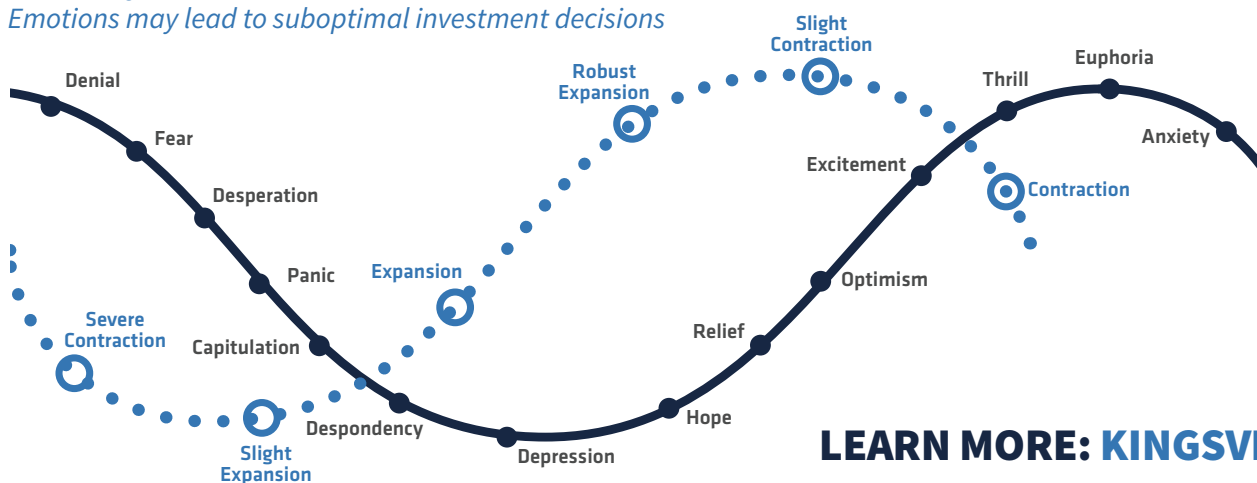 Emotions may lead to suboptimal investment decisions
Slight
Contraction
Euphoria
Denial
Robust
Expansion
Thrill
Fear
Anxiety
Excitement
Desperation
Contraction
Panic
Expansion
Optimism
Severe
Contraction
Capitulation
Relief
Despondency
Hope
Slight
Expansion
Depression
LEARN MORE: